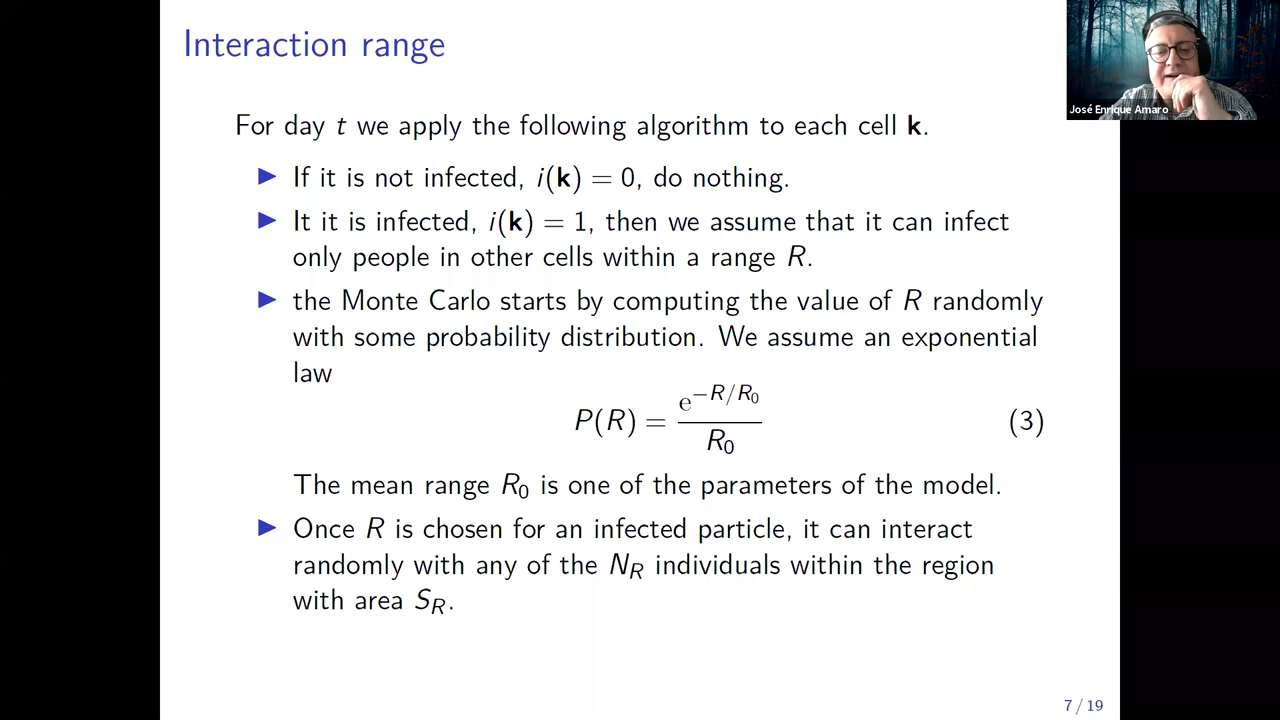 Interaction range
José Enrique Amaro
For day t we apply the following algorithm to each cell k.
▶ If it is not infected, i(k) = 0, do nothing.
▶ It it is infected, i(k) = 1, then we assume that it can infect
only people in other cells within a range R.
▶ the Monte Carlo starts by computing the value of R randomly
with some probability distribution. We assume an exponential
law
P(R) = e^{-R/R_0} / R_0 (3)
The mean range R_0 is one of the parameters of the model.
▶ Once R is chosen for an infected particle, it can interact
randomly with any of the N_R individuals within the region
with area S_R.
7 / 19